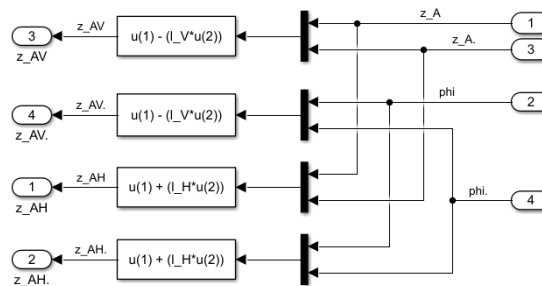 z_A
1
z_AV
3
u(1) - (l_V*u(2))
z_A.
3
z_AV
z_AV.
4
u(1) - (l_V*u(2))
phi
2
z_AV.
z_AH
1
u(1) + (l_H*u(2))
phi.
4
z_AH
z_AH.
2
u(1) + (l_H*u(2))
z_AH.